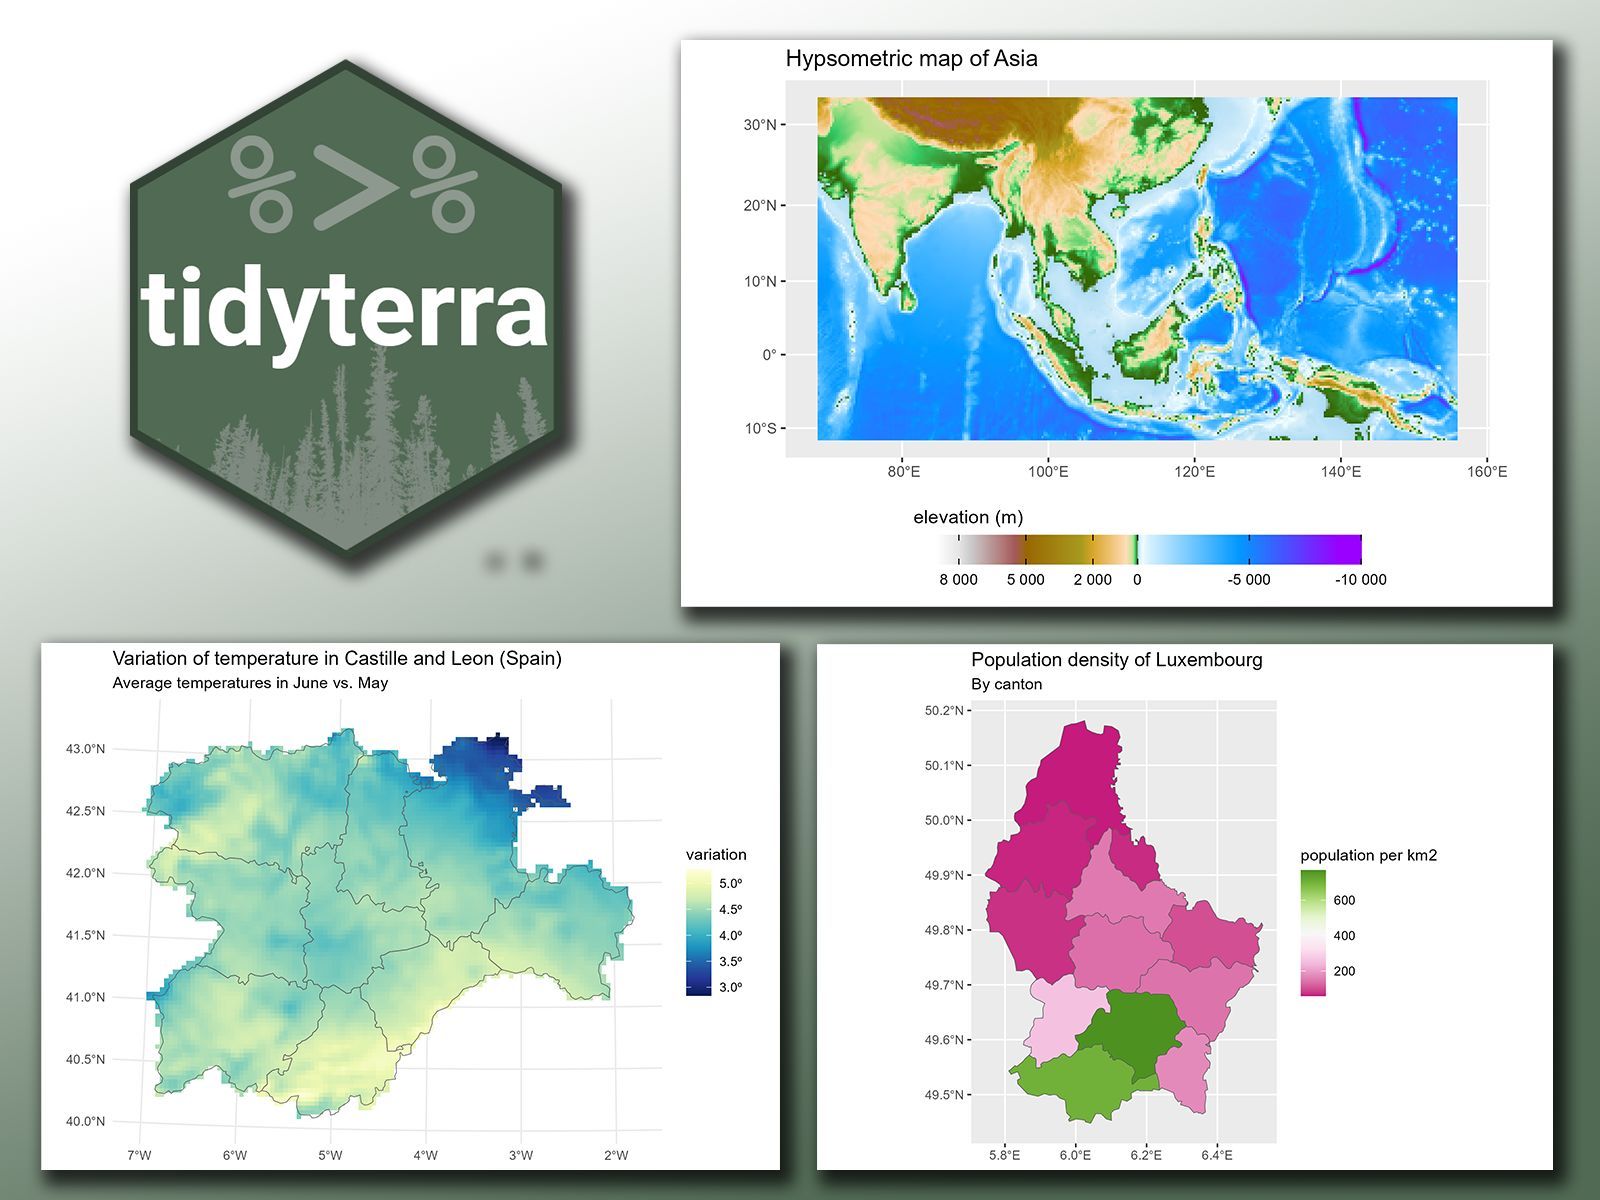 %>%
tidyterra
Hypsometric map of Asia
30°N
20°N
10°N
0°
10°S
80°E 100°E 120°E 140°E 160°E
elevation (m)
8 000 5 000 2 000 0 -5 000 -10 000
Variation of temperature in Castille and Leon (Spain)
Average temperatures in June vs. May
43.0°N
42.5°N
42.0°N
41.5°N
41.0°N
40.5°N
40.0°N
7°W 6°W 5°W 4°W 3°W 2°W
variation
5.0º
4.5º
4.0º
3.5º
3.0º
Population density of Luxembourg
By canton
50.2°N
50.1°N
50.0°N
49.9°N
49.8°N
49.7°N
49.6°N
49.5°N
5.8°E 6.0°E 6.2°E 6.4°E
population per km2
600
400
200